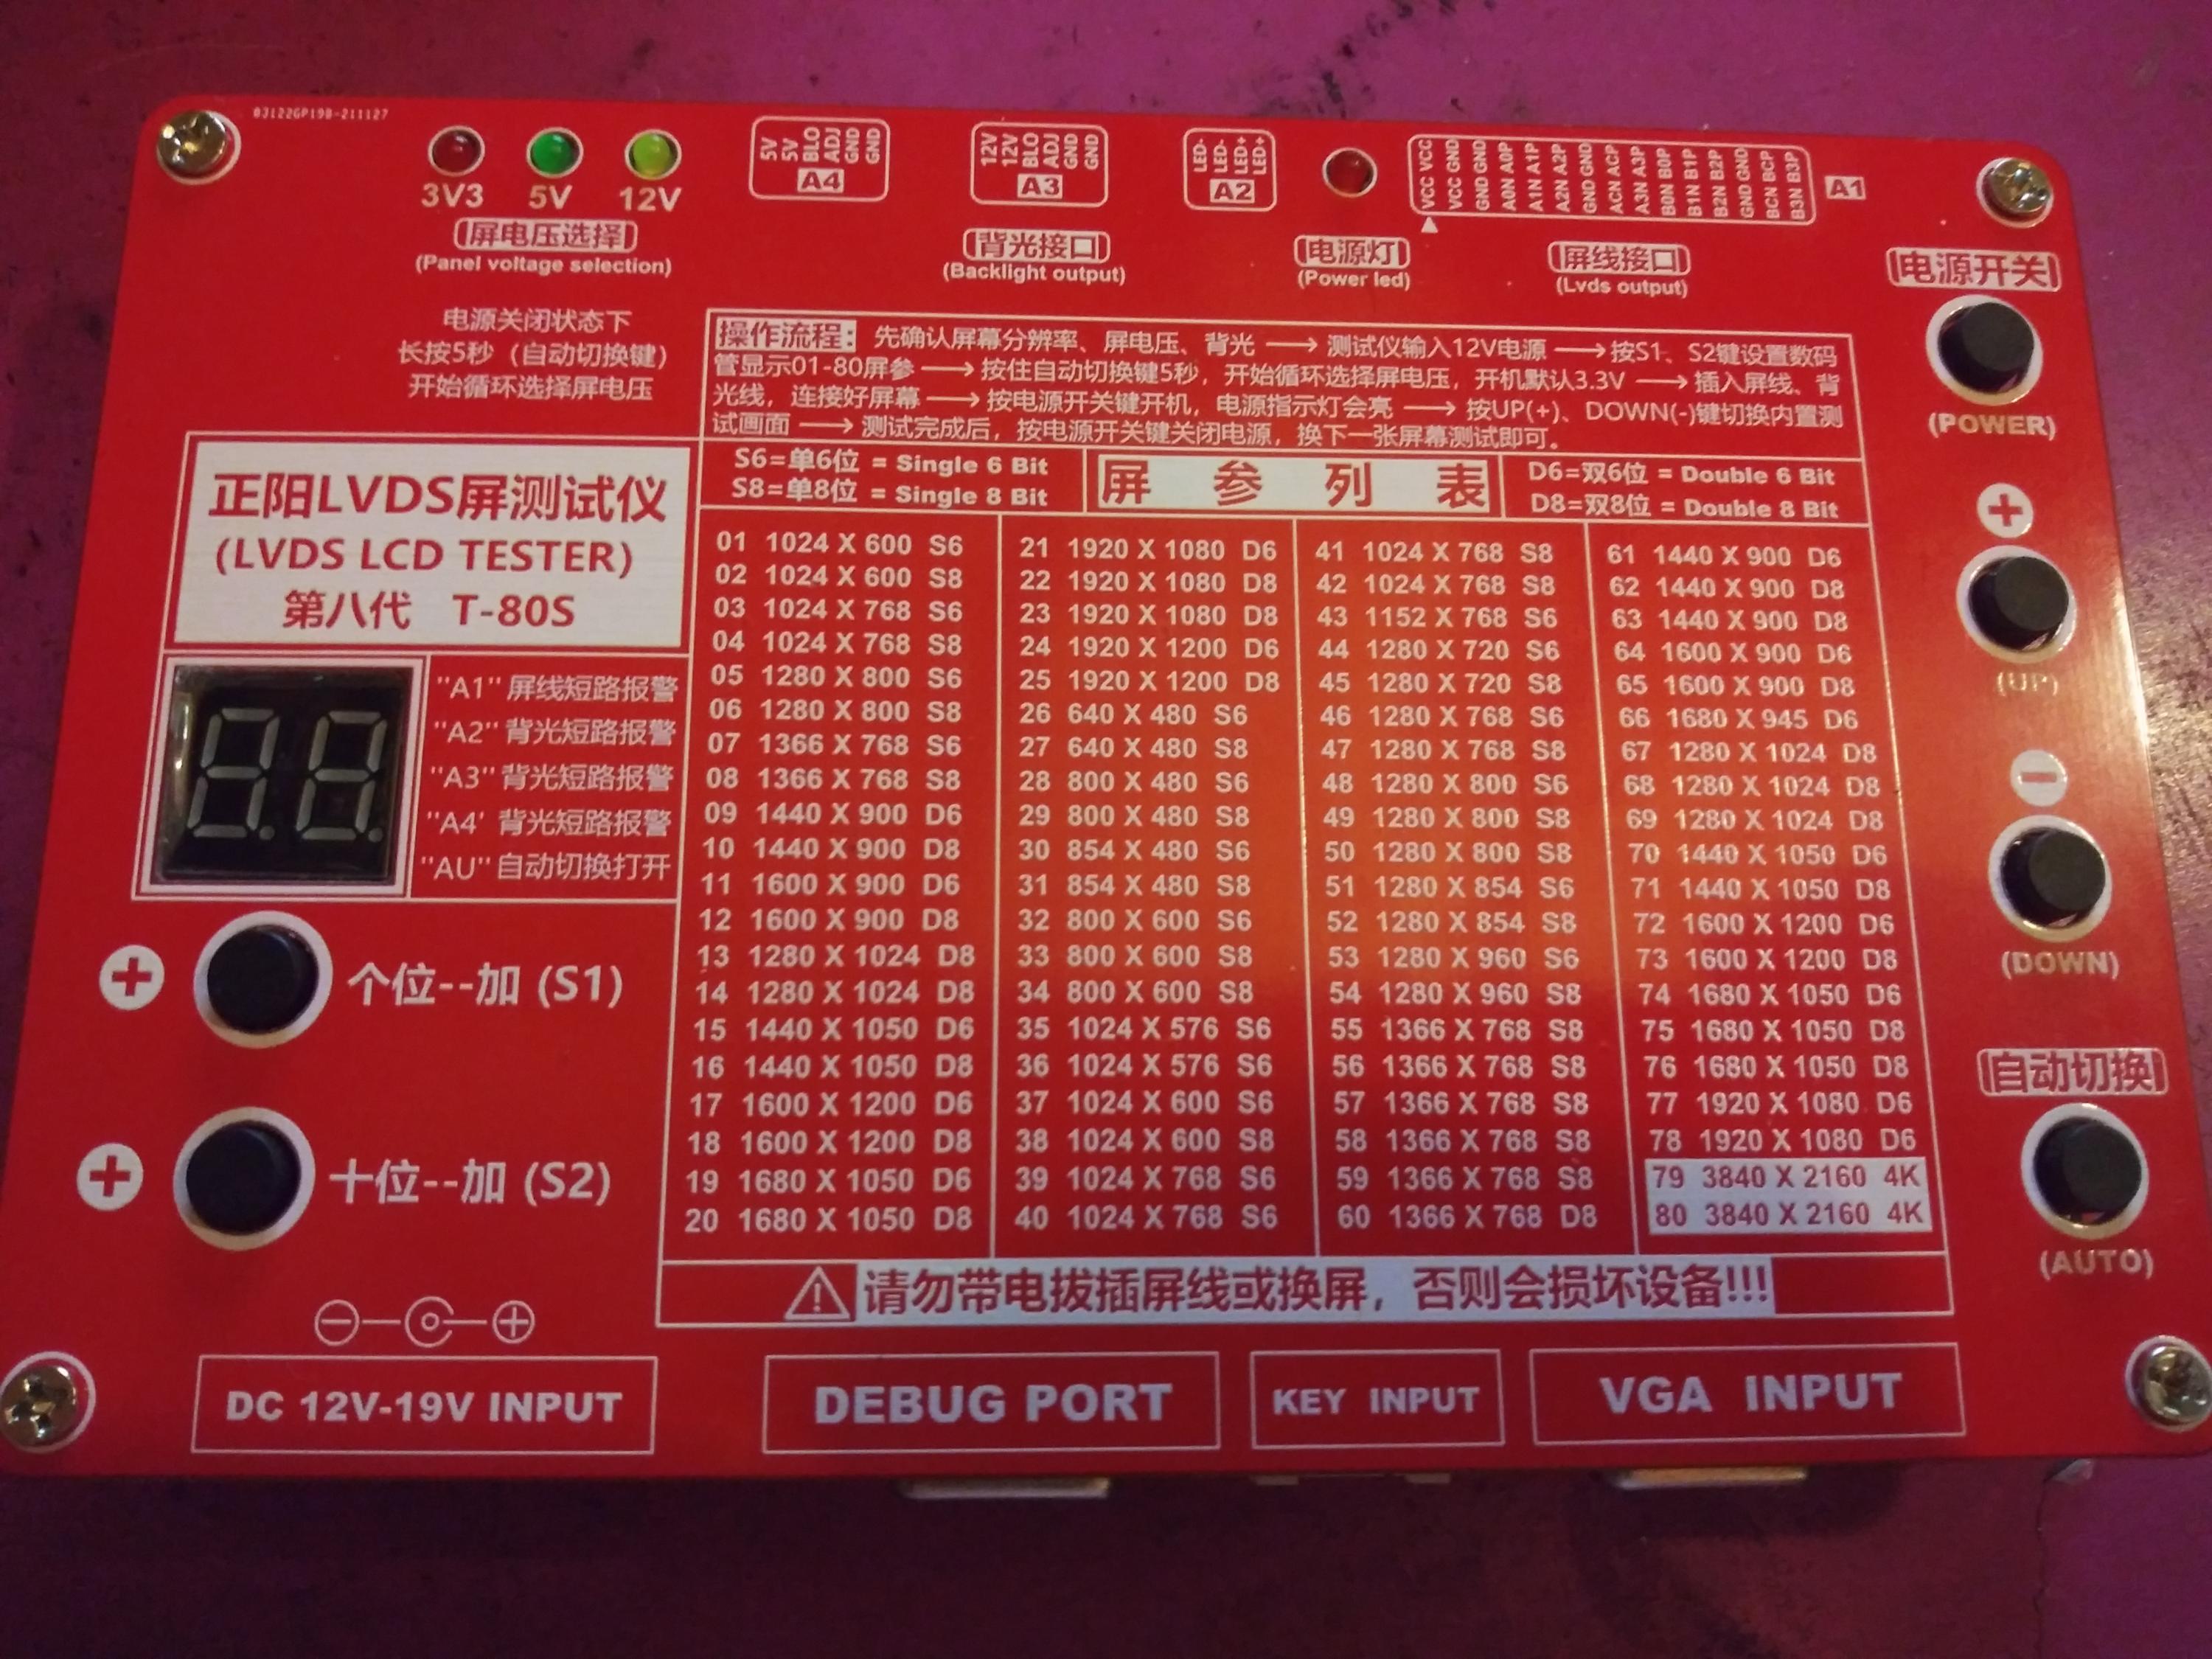 83122GP19B-211127
3V3 5V 12V
屏电压选择
(Panel voltage selection)
5V 5V BLO ADJ GND GND
A4
12V 12V BLO ADJ GND GND
A3
LED- LED- LED+ LED+
A2
背光接口
(Backlight output)
电源灯
(Power led)
VCC VCC
VCC GND
GND GND
A0N A0P
A1N A1P
A2N A2P
GND GND
ACN ACP
A3N A3P
B0N B0P
B1N B1P
B2N B2P
GND GND
BCN BCP
B3N B3P
A1
屏线接口
(Lvds output)
电源开关
(POWER)
电源关闭状态下
长按5秒（自动切换键）
开始循环选择屏电压
操作流程: 先确认屏幕分辨率、屏电压、背光 → 测试仪输入12V电源 → 按S1、S2键设置数码
管显示01-80屏参 → 按住自动切换键5秒，开始循环选择屏电压，开机默认3.3V → 插入屏线、背
光线，连接好屏幕 → 按电源开关键开机，电源指示灯会亮 → 按UP(+)、DOWN(-)键切换内置测
试画面 → 测试完成后，按电源开关键关闭电源，换下一张屏幕测试即可。
正阳LVDS屏测试仪
(LVDS LCD TESTER)
第八代 T-80S
"A1" 屏线短路报警
"A2" 背光短路报警
"A3" 背光短路报警
"A4' 背光短路报警
"AU" 自动切换打开
+ 个位--加 (S1)
+ 十位--加 (S2)
S6=单6位 = Single 6 Bit
S8=单8位 = Single 8 Bit
屏参列表
D6=双6位 = Double 6 Bit
D8=双8位 = Double 8 Bit
01 1024 X 600 S6
02 1024 X 600 S8
03 1024 X 768 S6
04 1024 X 768 S8
05 1280 X 800 S6
06 1280 X 800 S8
07 1366 X 768 S6
08 1366 X 768 S8
09 1440 X 900 D6
10 1440 X 900 D8
11 1600 X 900 D6
12 1600 X 900 D8
13 1280 X 1024 D8
14 1280 X 1024 D8
15 1440 X 1050 D6
16 1440 X 1050 D8
17 1600 X 1200 D6
18 1600 X 1200 D8
19 1680 X 1050 D6
20 1680 X 1050 D8
21 1920 X 1080 D6
22 1920 X 1080 D8
23 1920 X 1080 D8
24 1920 X 1200 D6
25 1920 X 1200 D8
26 640 X 480 S6
27 640 X 480 S8
28 800 X 480 S6
29 800 X 480 S8
30 854 X 480 S6
31 854 X 480 S8
32 800 X 600 S6
33 800 X 600 S8
34 800 X 600 S8
35 1024 X 576 S6
36 1024 X 576 S6
37 1024 X 600 S6
38 1024 X 600 S8
39 1024 X 768 S6
40 1024 X 768 S6
41 1024 X 768 S8
42 1024 X 768 S8
43 1152 X 768 S6
44 1280 X 720 S6
45 1280 X 720 S8
46 1280 X 768 S6
47 1280 X 768 S8
48 1280 X 800 S6
49 1280 X 800 S8
50 1280 X 800 S8
51 1280 X 854 S6
52 1280 X 854 S8
53 1280 X 960 S6
54 1280 X 960 S8
55 1366 X 768 S8
56 1366 X 768 S8
57 1366 X 768 S8
58 1366 X 768 S8
59 1366 X 768 S8
60 1366 X 768 D8
61 1440 X 900 D6
62 1440 X 900 D8
63 1440 X 900 D8
64 1600 X 900 D6
65 1600 X 900 D8
66 1680 X 945 D6
67 1280 X 1024 D8
68 1280 X 1024 D8
69 1280 X 1024 D8
70 1440 X 1050 D6
71 1440 X 1050 D8
72 1600 X 1200 D6
73 1600 X 1200 D8
74 1680 X 1050 D6
75 1680 X 1050 D8
76 1680 X 1050 D8
77 1920 X 1080 D6
78 1920 X 1080 D6
79 3840 X 2160 4K
80 3840 X 2160 4K
+
(UP)
-
(DOWN)
自动切换
(AUTO)
请勿带电拔插屏线或换屏，否则会损坏设备!!!
DC 12V-19V INPUT
DEBUG PORT
KEY INPUT
VGA INPUT